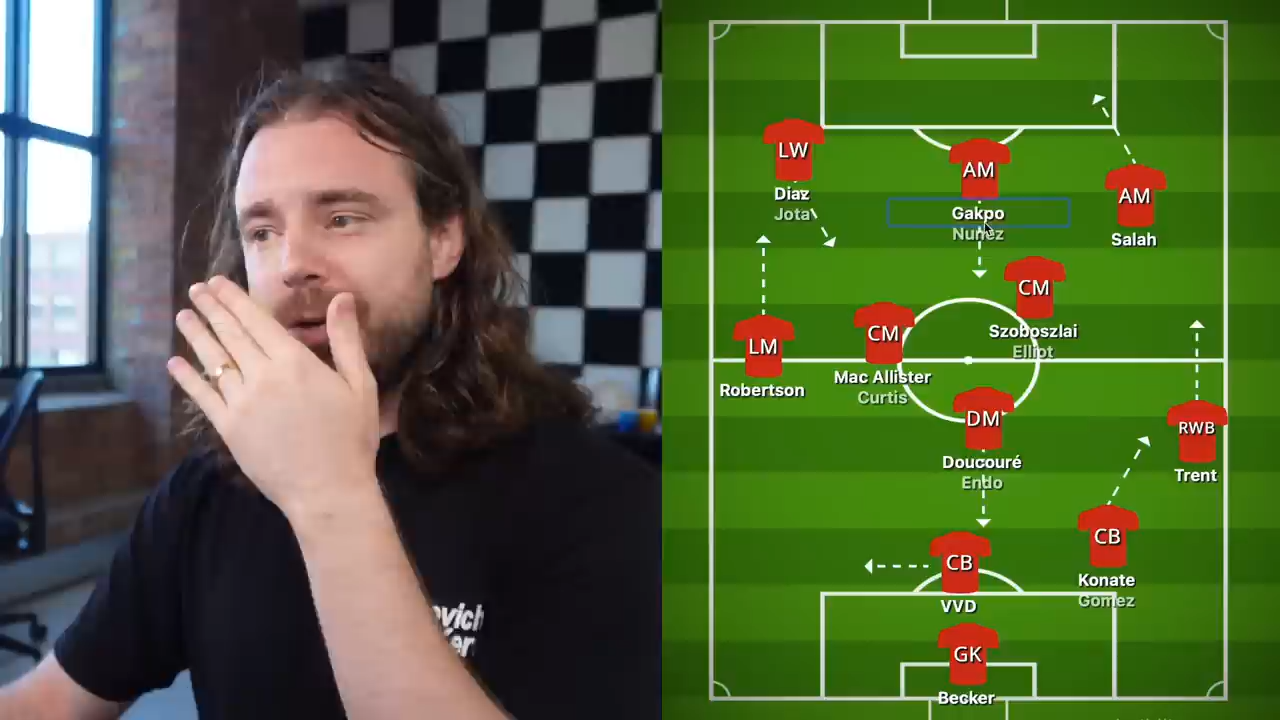 LW
Diaz
Jota
AM
Gakpo
Nunez
AM
Salah
CM
Szoboszlai
Elliot
CM
Mac Allister
Curtis
LM
Robertson
DM
Doucouré
Endo
RWB
Trent
CB
Konate
Gomez
CB
VVD
GK
Becker